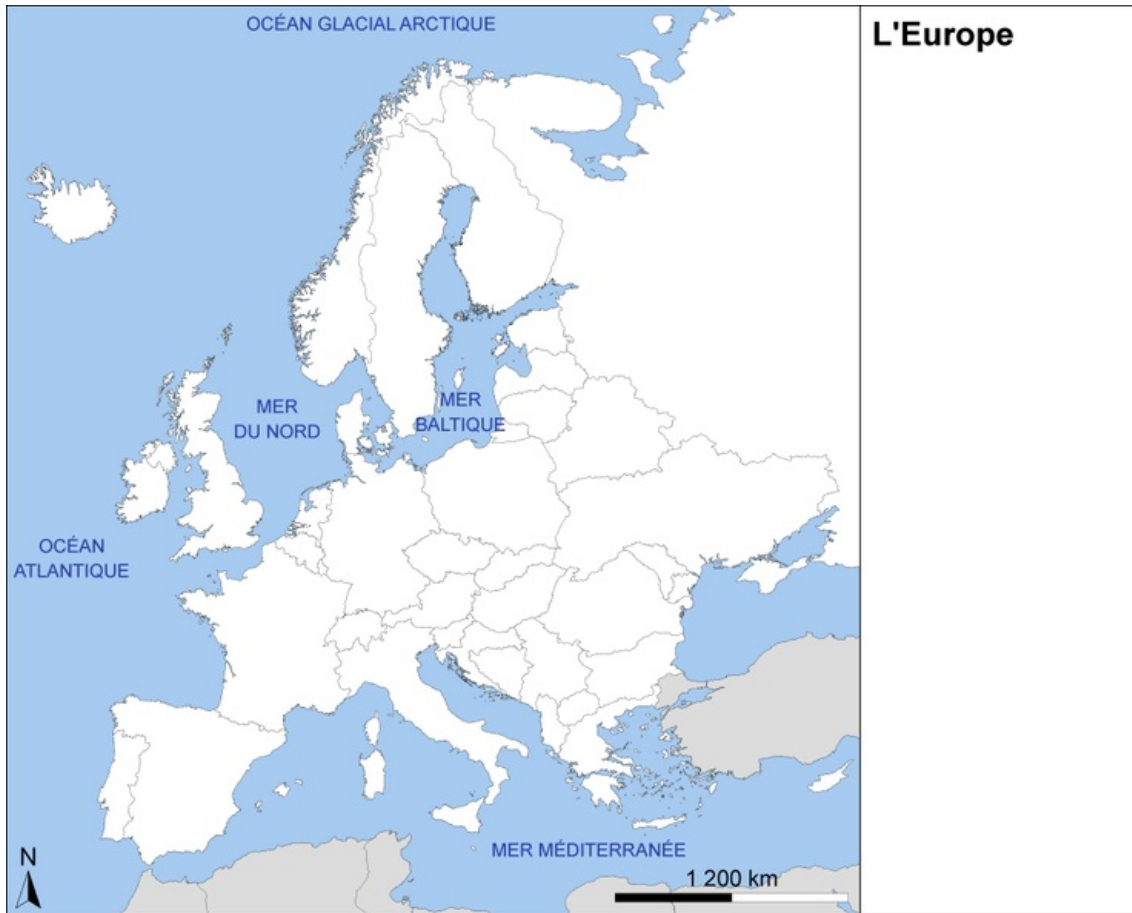 OCÉAN GLACIAL ARCTIQUE
L'Europe
MER
DU NORD
MER
BALTIQUE
OCÉAN
ATLANTIQUE
MER MÉDITERRANÉE
N
1 200 km